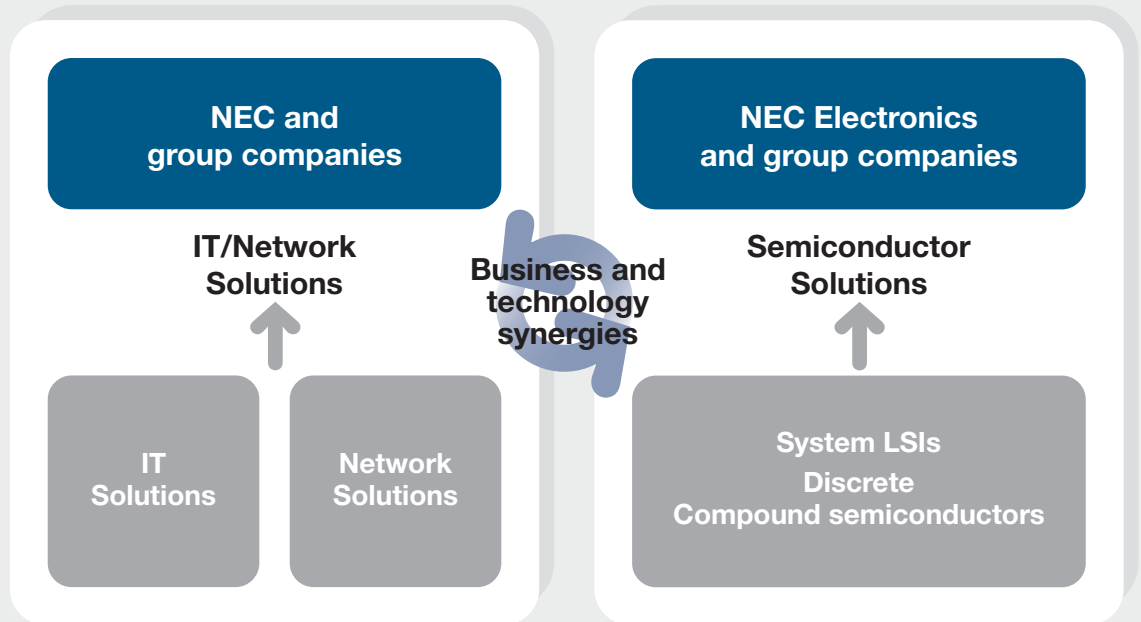 NEC and
group companies
IT/Network
Solutions
IT
Solutions
Network
Solutions
Business and
technology
synergies
NEC Electronics
and group companies
Semiconductor
Solutions
System LSIs
Discrete
Compound semiconductors